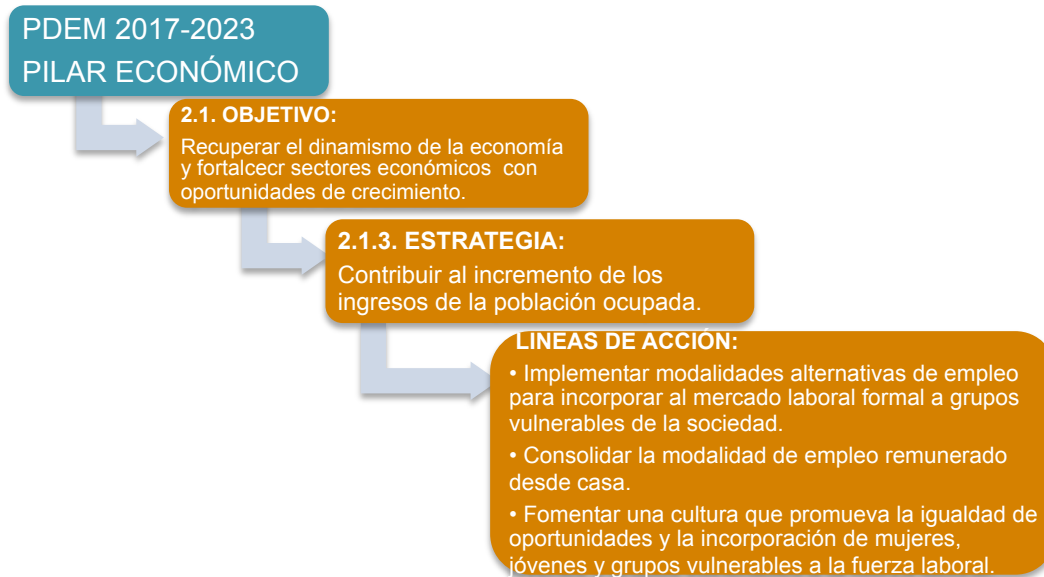 PDEM 2017-2023
PILAR ECONÓMICO
2.1. OBJETIVO:
Recuperar el dinamismo de la economía
y fortalcecr sectores económicos con
oportunidades de crecimiento.
2.1.3. ESTRATEGIA:
Contribuir al incremento de los
ingresos de la población ocupada.
LINEAS DE ACCIÓN:
• Implementar modalidades alternativas de empleo
para incorporar al mercado laboral formal a grupos
vulnerables de la sociedad.
• Consolidar la modalidad de empleo remunerado
desde casa.
• Fomentar una cultura que promueva la igualdad de
oportunidades y la incorporación de mujeres,
jóvenes y grupos vulnerables a la fuerza laboral.